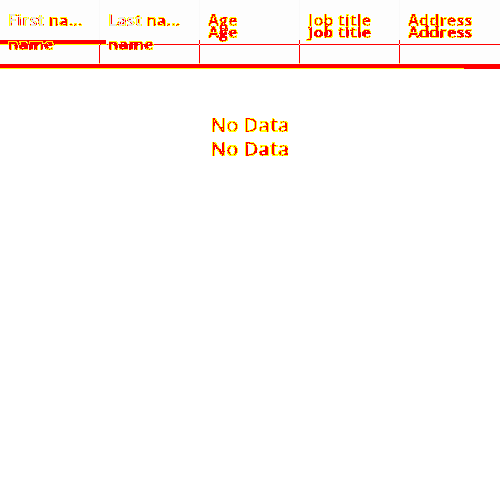 First na... Last na... Age Job title Address
Age Job title Address
name name
No Data
No Data